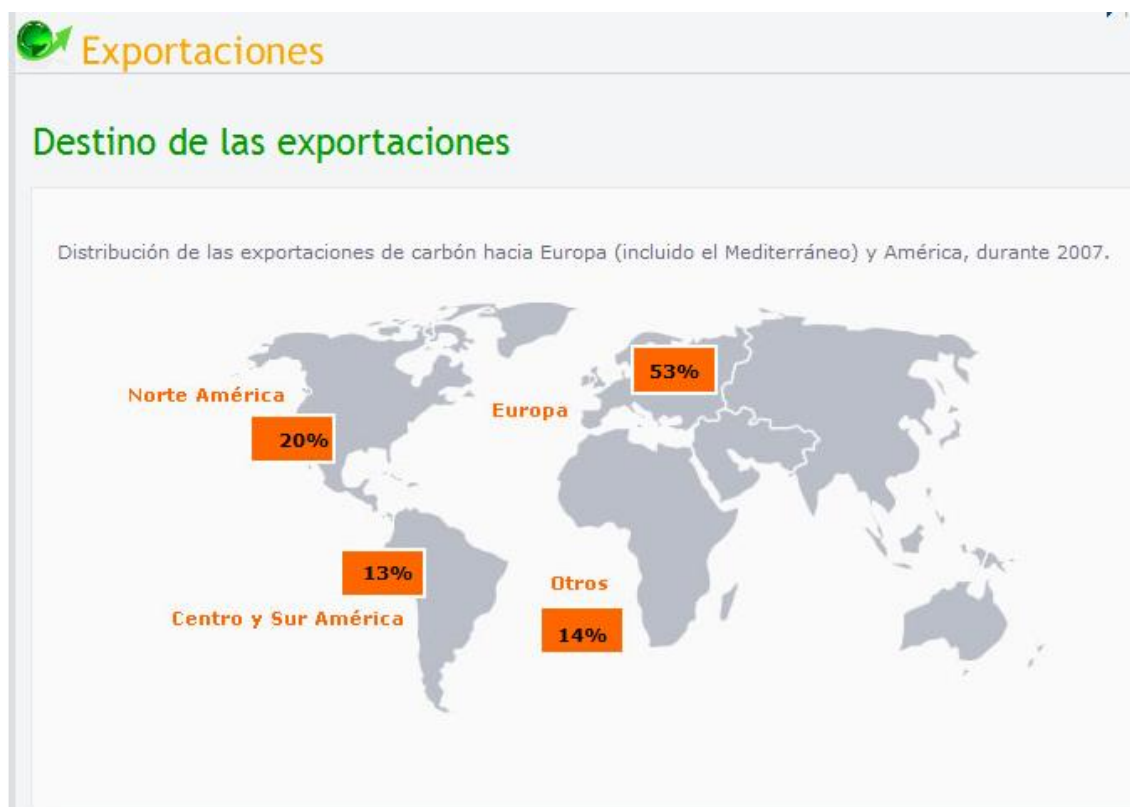 Exportaciones
Destino de las exportaciones
Distribución de las exportaciones de carbón hacia Europa (incluido el Mediterráneo) y América, durante 2007.
53%
Norte América
Europa
20%
13%
Otros
Centro y Sur América
14%